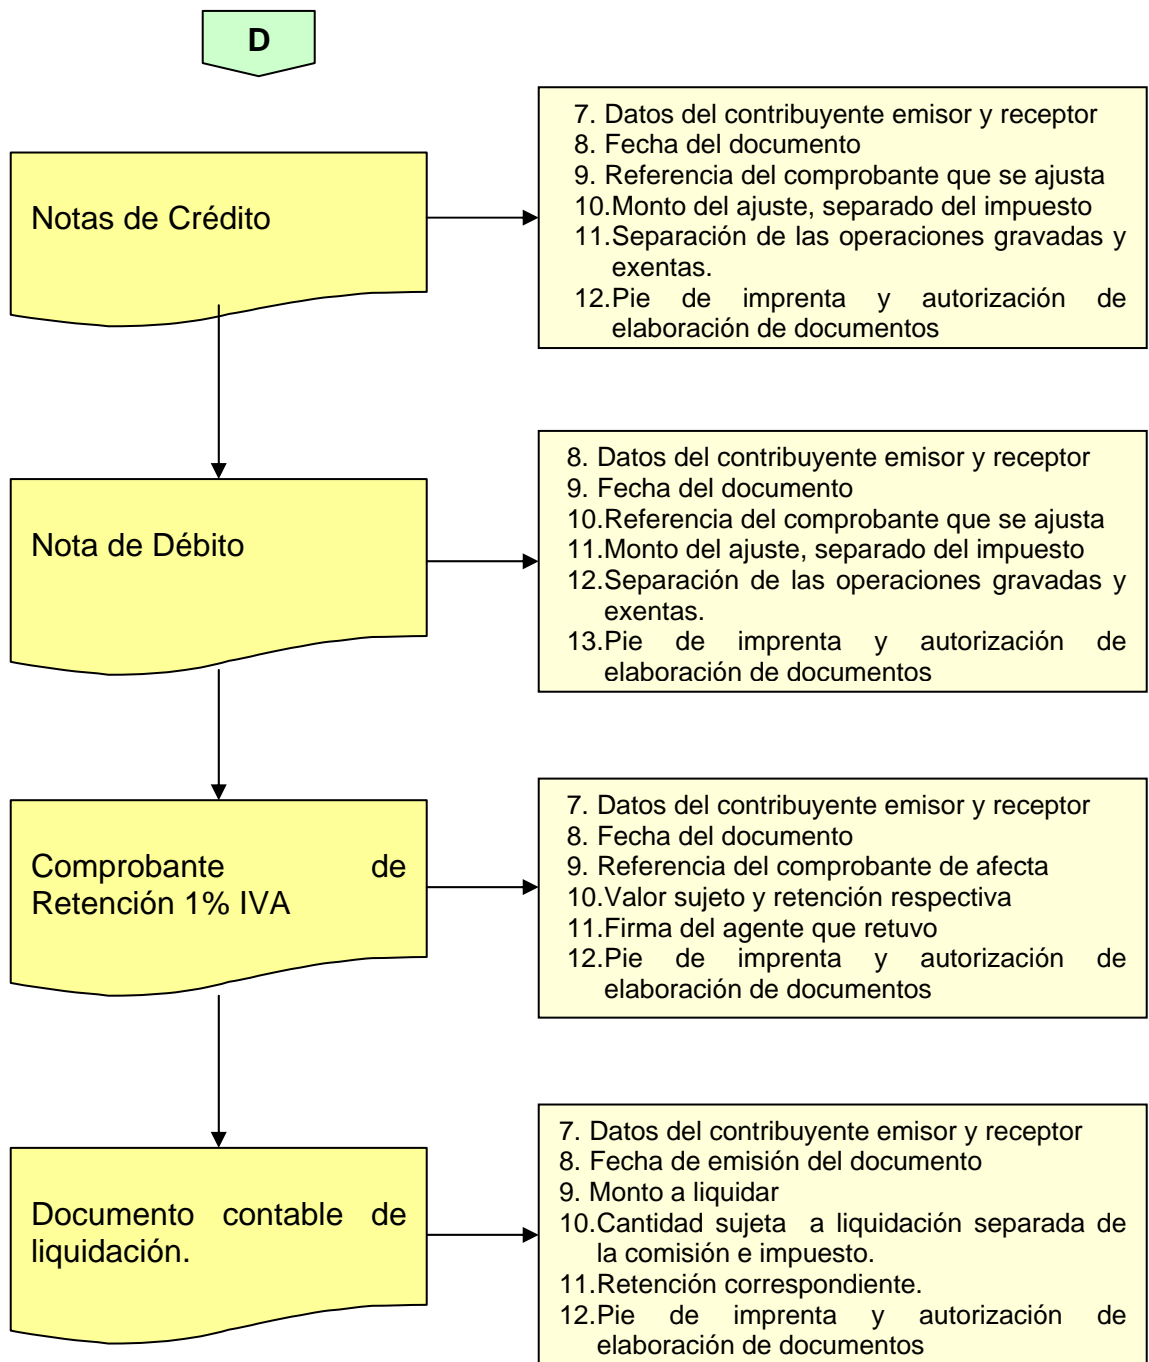 D
Notas de Crédito
7. Datos del contribuyente emisor y receptor
8. Fecha del documento
9. Referencia del comprobante que se ajusta
10.Monto del ajuste, separado del impuesto
11.Separación de las operaciones gravadas y
exentas.
12.Pie de imprenta y autorización de
elaboración de documentos
Nota de Débito
8. Datos del contribuyente emisor y receptor
9. Fecha del documento
10.Referencia del comprobante que se ajusta
11.Monto del ajuste, separado del impuesto
12.Separación de las operaciones gravadas y
exentas.
13.Pie de imprenta y autorización de
elaboración de documentos
Comprobante de
Retención 1% IVA
7. Datos del contribuyente emisor y receptor
8. Fecha del documento
9. Referencia del comprobante de afecta
10.Valor sujeto y retención respectiva
11.Firma del agente que retuvo
12.Pie de imprenta y autorización de
elaboración de documentos
Documento contable de
liquidación.
7. Datos del contribuyente emisor y receptor
8. Fecha de emisión del documento
9. Monto a liquidar
10.Cantidad sujeta a liquidación separada de
la comisión e impuesto.
11.Retención correspondiente.
12.Pie de imprenta y autorización de
elaboración de documentos